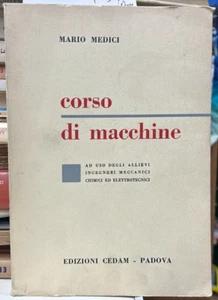 MARIO MEDICI
corso
di macchine
AD USO DEGLI ALLIEVI
INGEGNERI MECCANICI
CHIMICI ED ELETTROTECNICI
EDIZIONI CEDAM - PADOVA